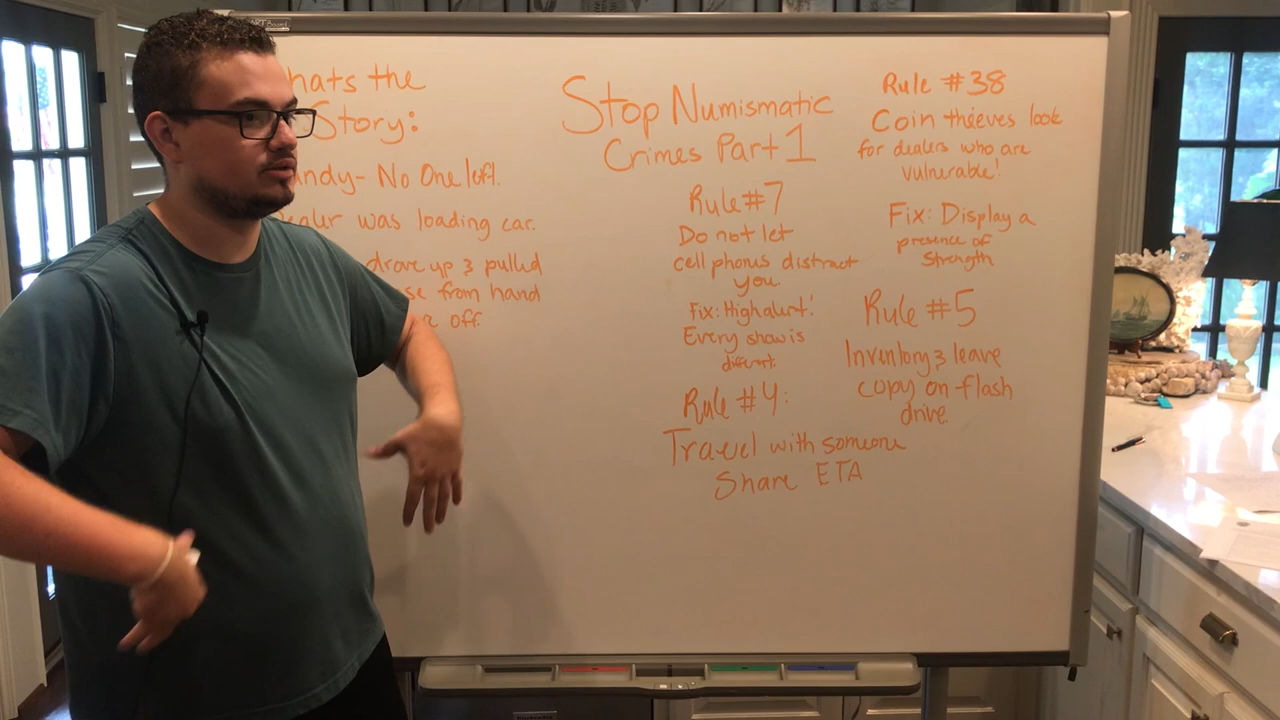 hats the
Story:
andy- No One left.
Dealer was loading car.
drove up & pulled
se from hand
off.
Stop Numismatic
Crimes Part 1
Rule #7
Do not let
cell phones distract
you.
Fix: High alert!
Every show is
different.
Rule #4:
Travel with someone
Share ETA
Rule #38
Coin thieves look
for dealers who are
vulnerable!
Fix: Display a
presence of
Strength
Rule #5
Inventory & leave
copy on flash
drive.